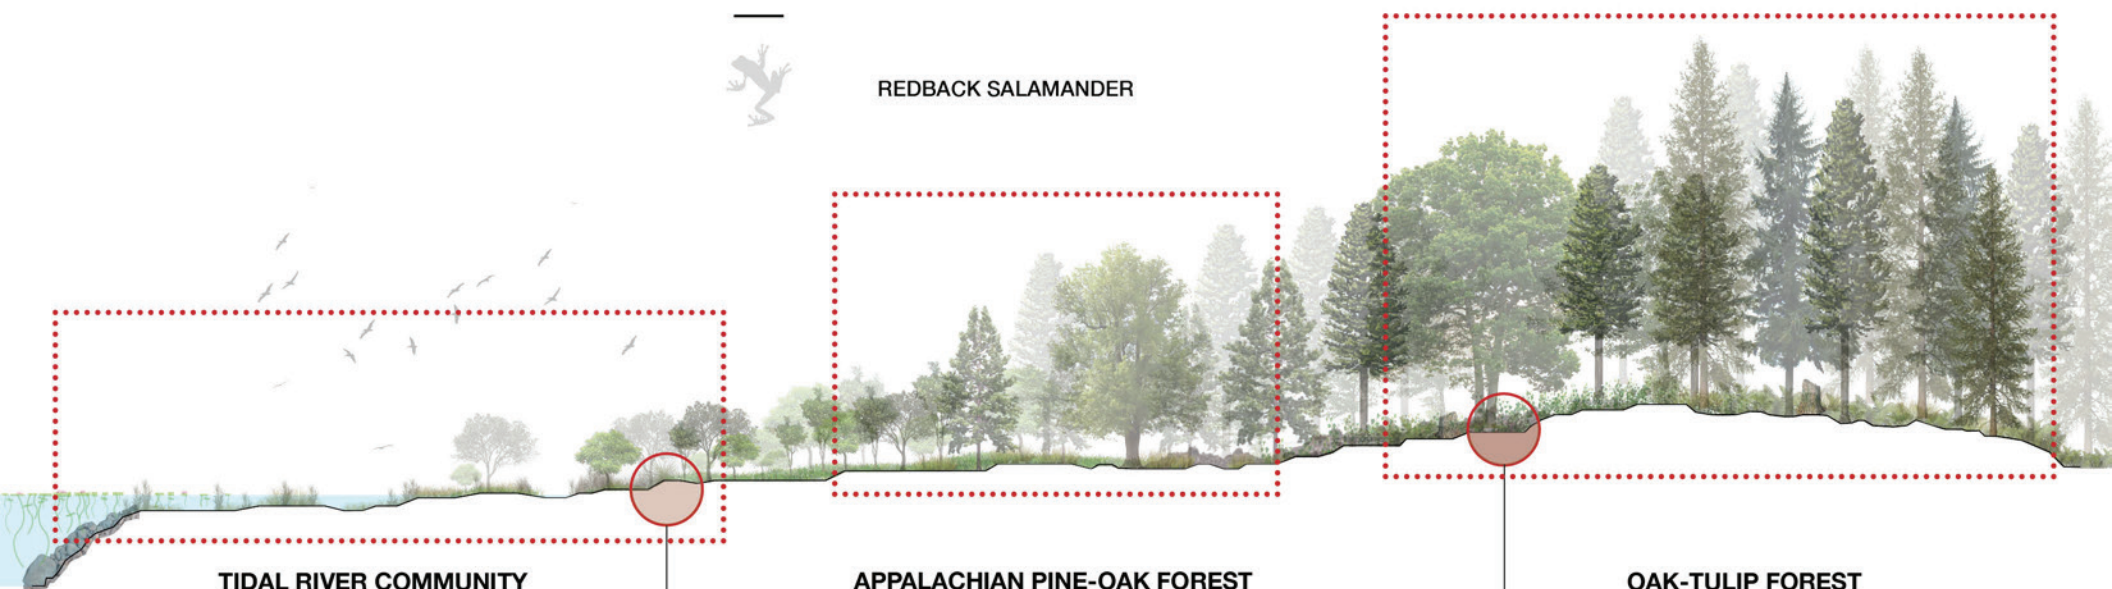 REDBACK SALAMANDER
TIDAL RIVER COMMUNITY
APPALACHIAN PINE-OAK FOREST
OAK-TULIP FOREST